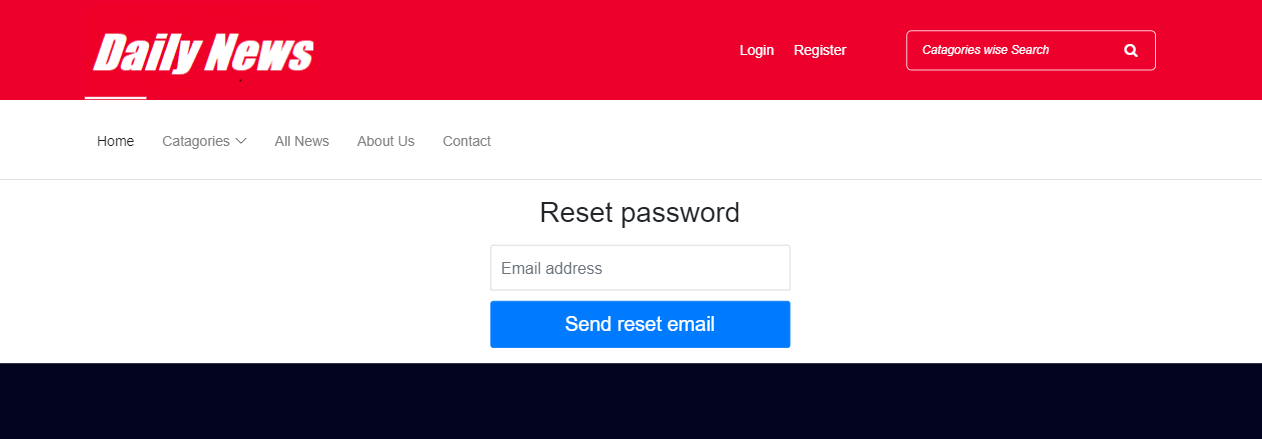 Daily News
Login Register
Catagories wise Search
Home Catagories All News About Us Contact
Reset password
Email address
Send reset email